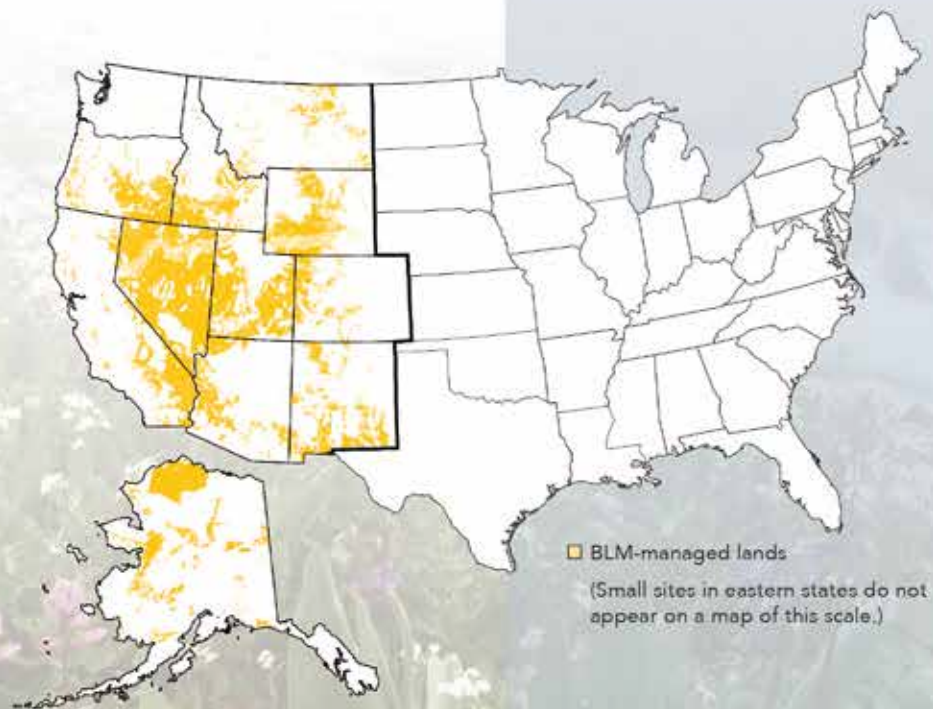 BLM-managed lands
(Small sites in eastern states do not
appear on a map of this scale.)